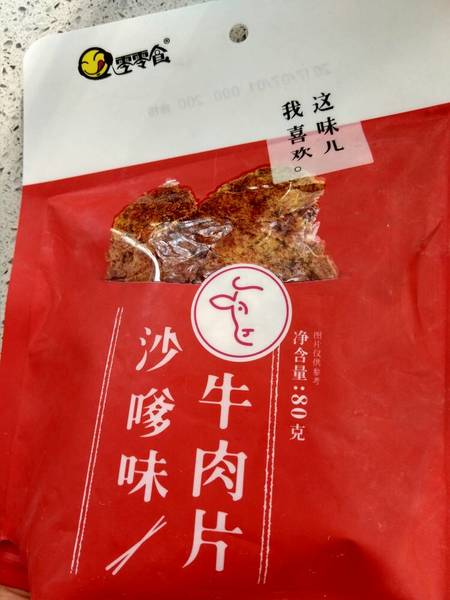 零零食®
这味儿
我喜欢。
图片仅供参考
净含量:80克
牛肉片
沙嗲味